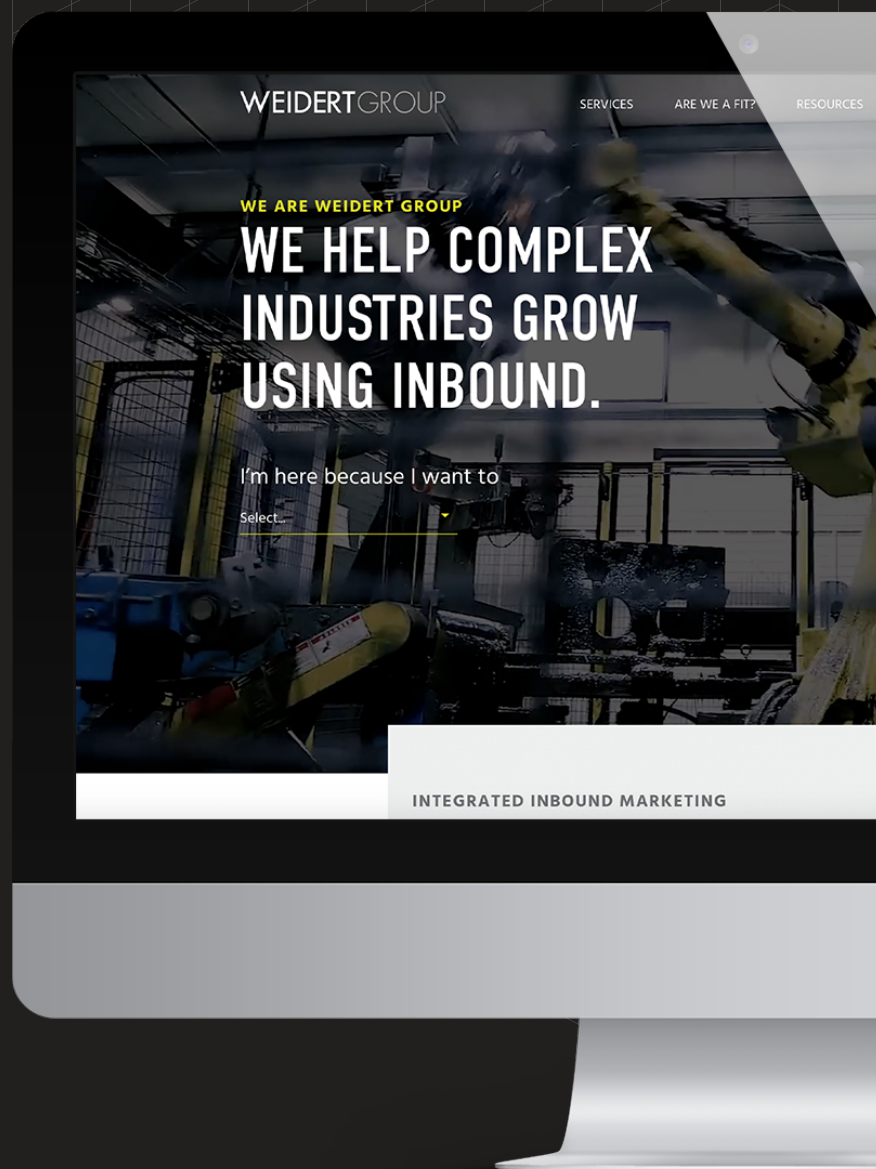 WEIDERTGROUP
SERVICES ARE WE A FIT? RESOURCES
WE ARE WEIDERT GROUP
WE HELP COMPLEX
INDUSTRIES GROW
USING INBOUND.
I'm here because I want to
Select...
INTEGRATED INBOUND MARKETING